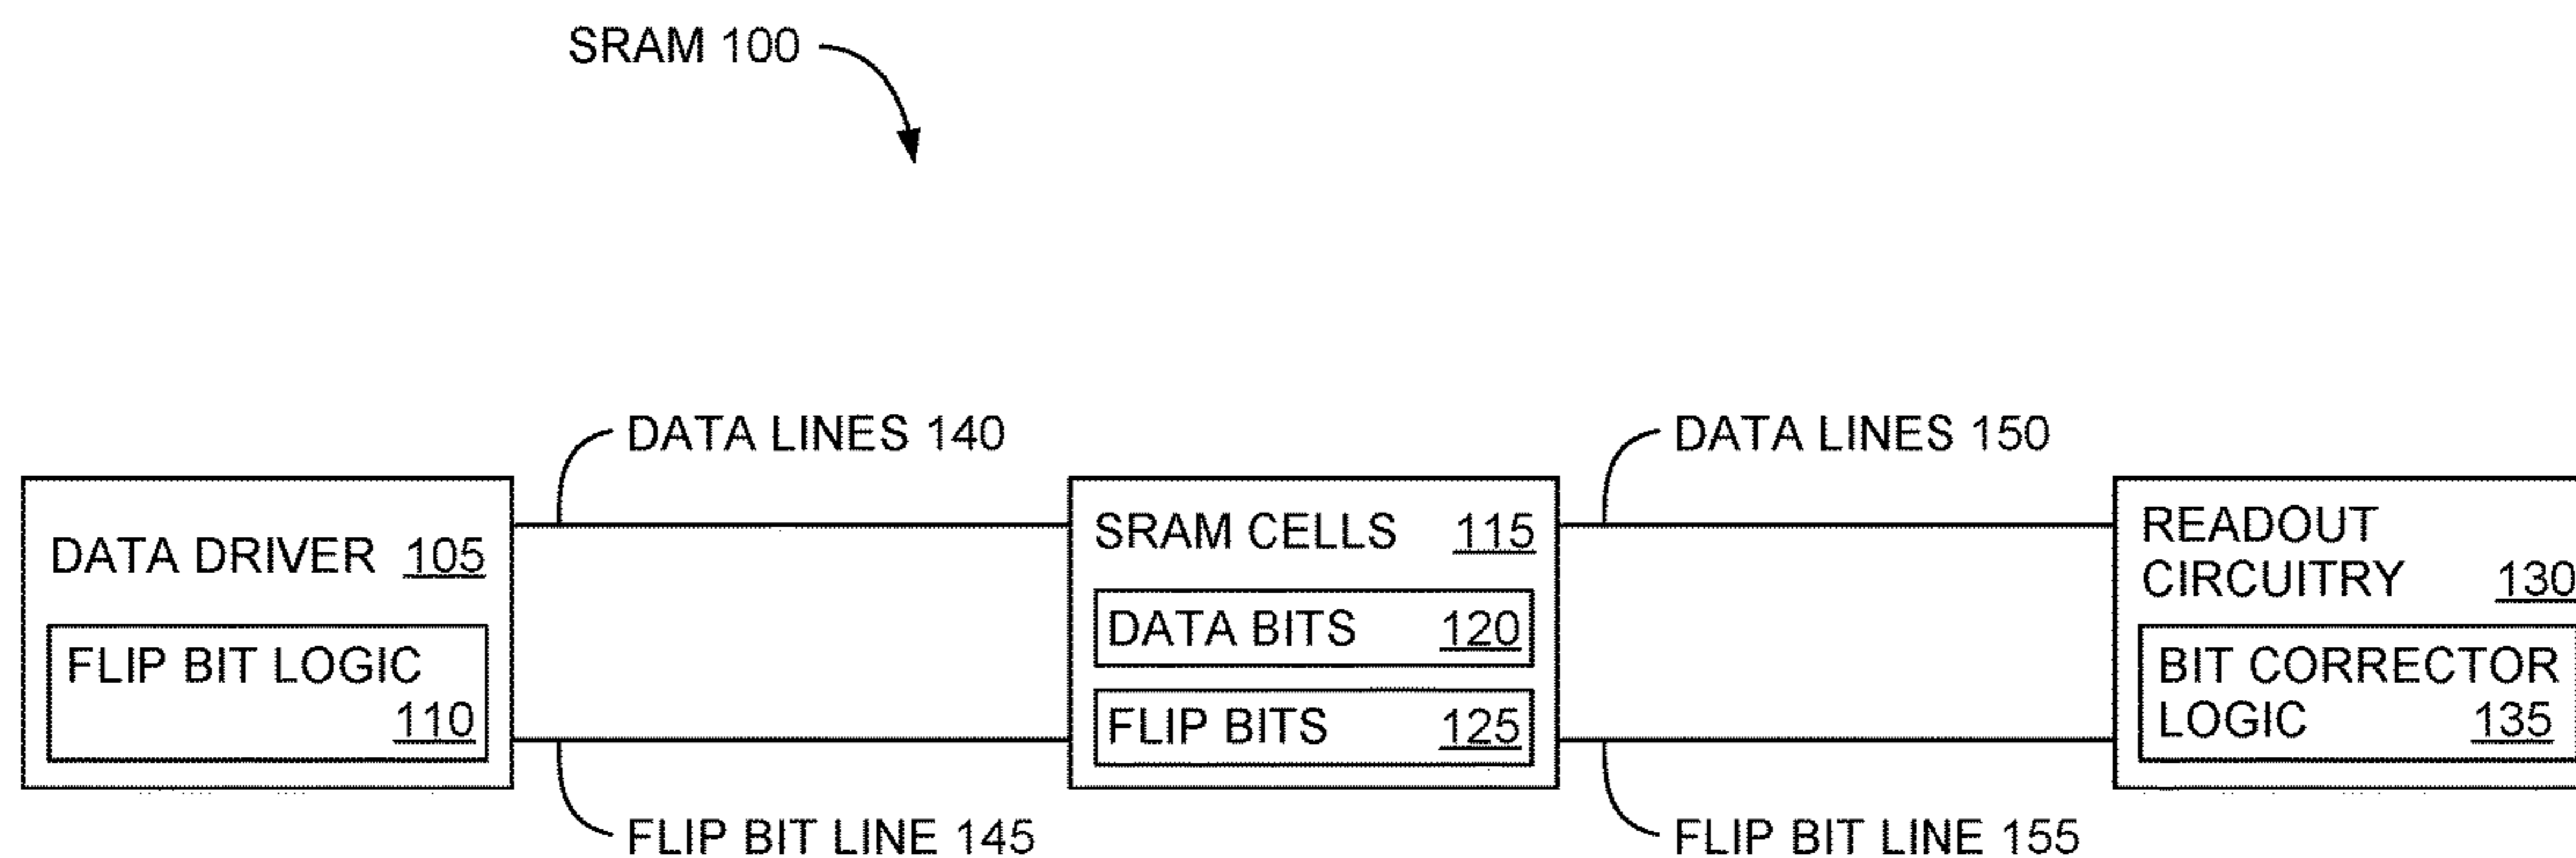 SRAM 100
DATA LINES 140
DATA LINES 150
DATA DRIVER 105
FLIP BIT LOGIC
110
SRAM CELLS 115
DATA BITS 120
FLIP BITS 125
READOUT
CIRCUITRY 130
BIT CORRECTOR
LOGIC 135
FLIP BIT LINE 145
FLIP BIT LINE 155